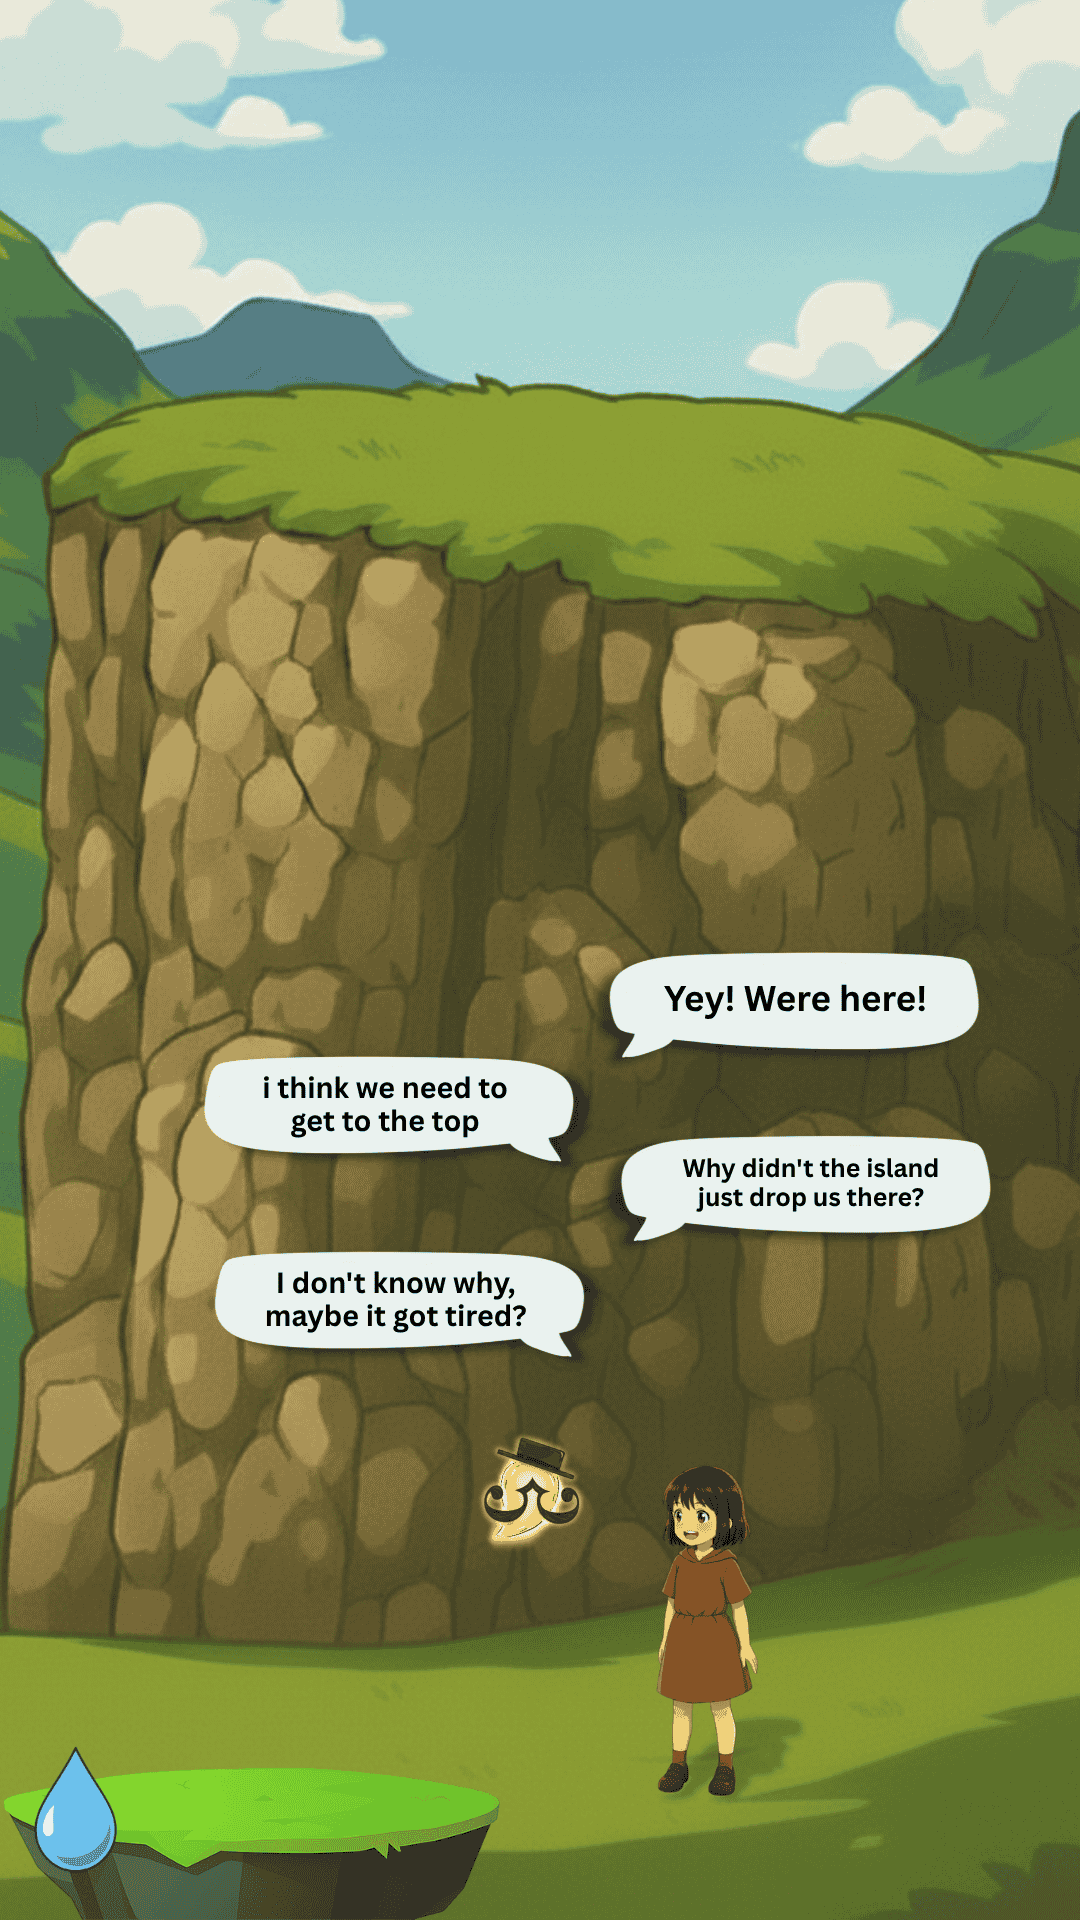 Yey! Were here!
i think we need to
get to the top
Why didn't the island
just drop us there?
I don't know why,
maybe it got tired?